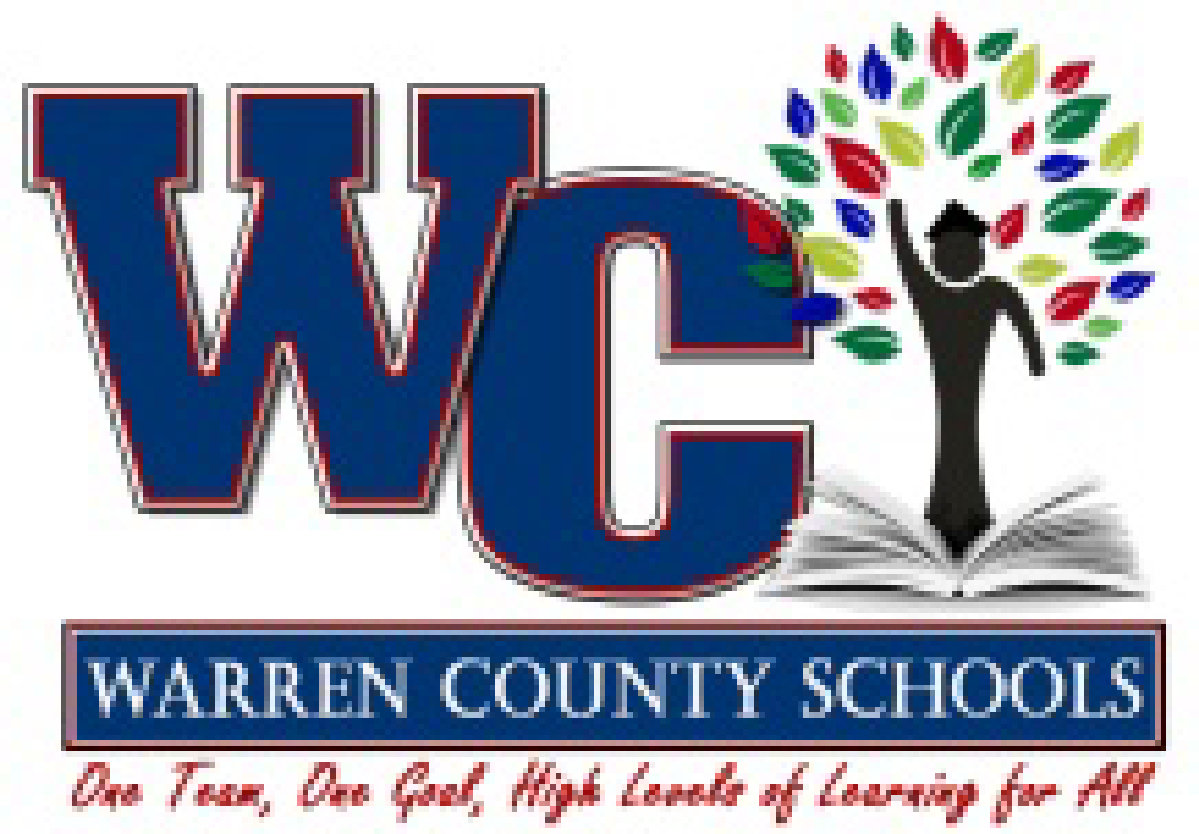 WC
WARREN COUNTY SCHOOLS
One Team, One Goal, High Levels of Learning for All